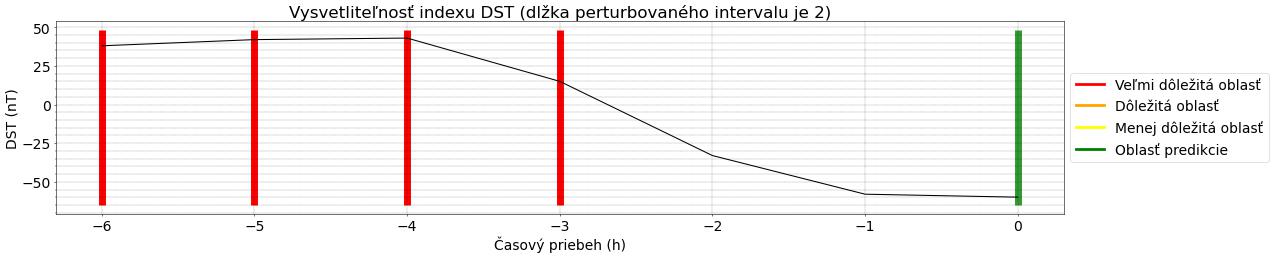 Vysvetliteľnosť indexu DST (dĺžka perturbovaného intervalu je 2)
DST (nT)
50
25
0
−25
−50
−6 −5 −4 −3 −2 −1 0
Časový priebeh (h)
Veľmi dôležitá oblasť
Dôležitá oblasť
Menej dôležitá oblasť
Oblasť predikcie